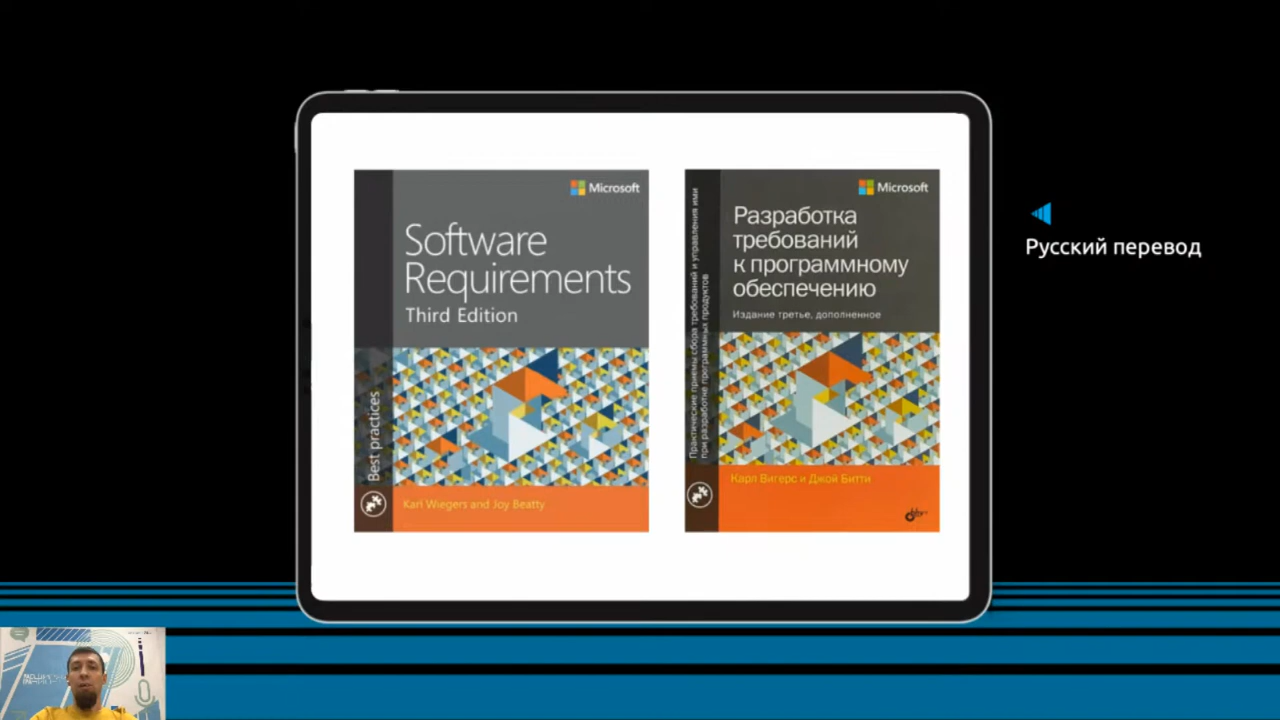 Microsoft
Software
Requirements
Third Edition
Best practices
Karl Wiegers and Joy Beatty
Microsoft
Разработка
требований
к программному
обеспечению
Издание третье, дополненное
Практические приемы сбора требований и управления ими
при разработке программных продуктов
Карл Вигерс и Джой Битти
Русский перевод